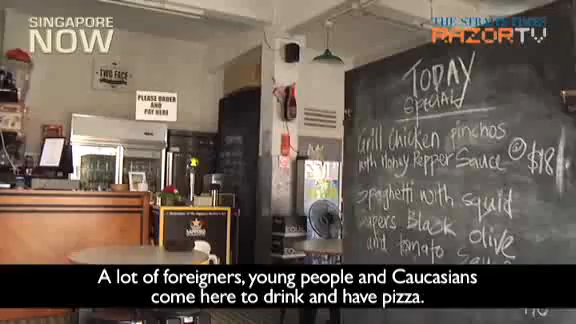 SINGAPORE
NOW
THE STRAITS TIMES
RAZORTV
TWO FACE
PLEASE ORDER
AND
PAY HERE
TODAY
SPECIAL
Grill Chicken pinchos
with Honey Pepper Sauce @ $18
Spaghetti with squid
capers Black olive
and tomato
SAPPORO
A lot of foreigners, young people and Caucasians
come here to drink and have pizza.